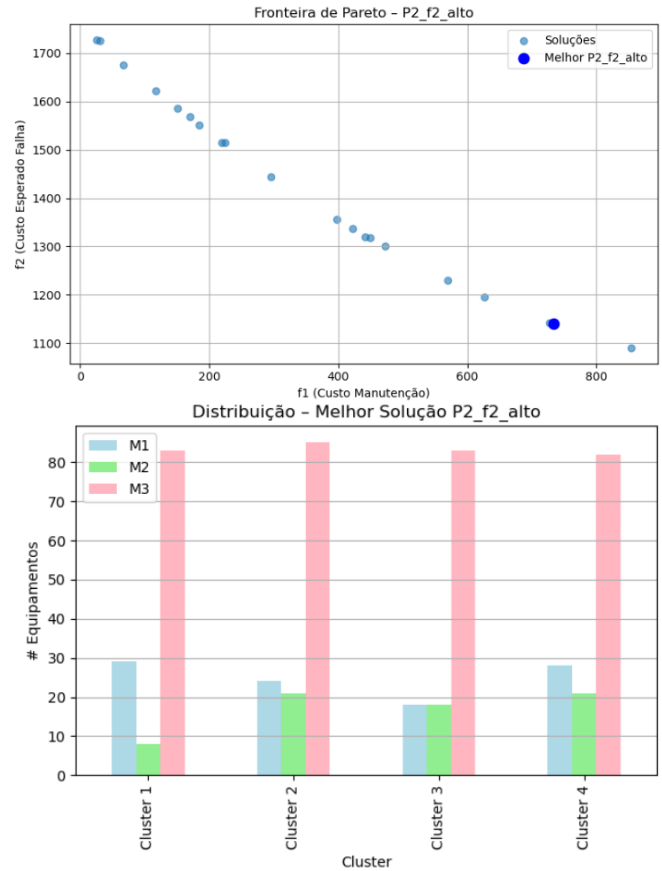 Fronteira de Pareto – P2_f2_alto
Soluções
Melhor P2_f2_alto
1700
1600
1500
1400
1300
1200
1100
f2 (Custo Esperado Falha)
0 200 400 600 800
f1 (Custo Manutenção)
Distribuição – Melhor Solução P2_f2_alto
M1
M2
M3
80
70
60
50
40
30
20
10
0
# Equipamentos
Cluster 1
Cluster 2
Cluster 3
Cluster 4
Cluster